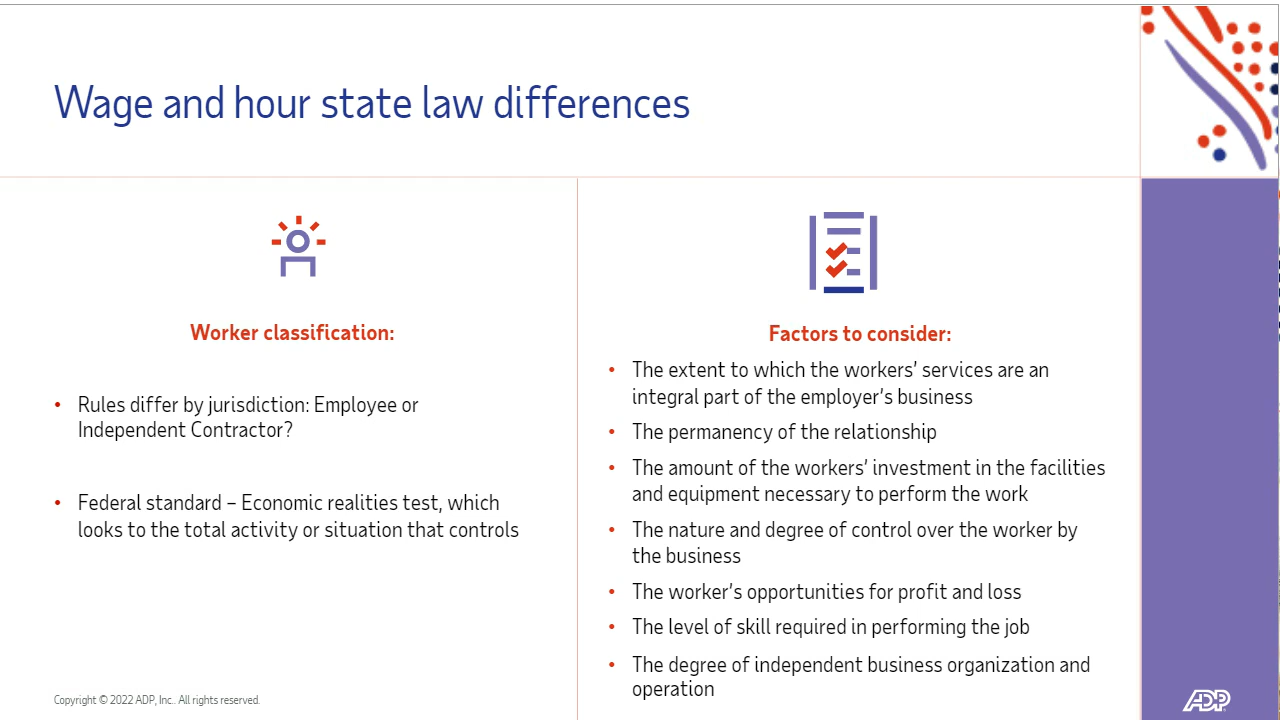 Wage and hour state law differences
Worker classification:
• Rules differ by jurisdiction: Employee or
Independent Contractor?
• Federal standard – Economic realities test, which
looks to the total activity or situation that controls
Factors to consider:
• The extent to which the workers’ services are an
integral part of the employer’s business
• The permanency of the relationship
• The amount of the workers’ investment in the facilities
and equipment necessary to perform the work
• The nature and degree of control over the worker by
the business
• The worker’s opportunities for profit and loss
• The level of skill required in performing the job
• The degree of independent business organization and
operation
Copyright © 2022 ADP, Inc.. All rights reserved.
ADP